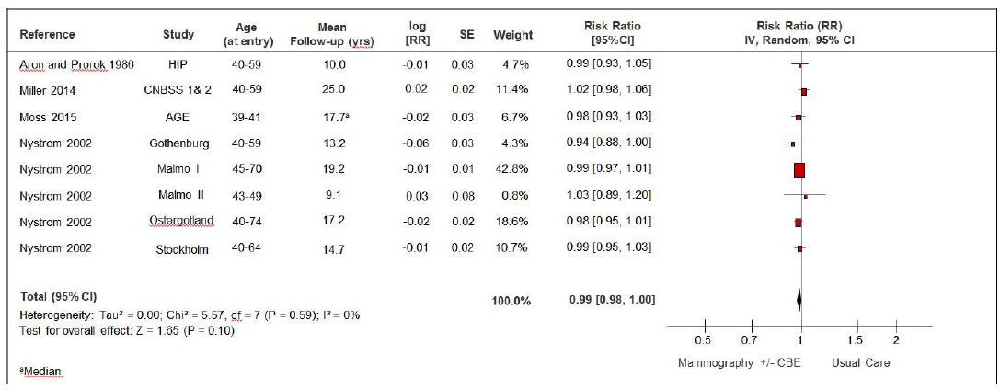 Reference Study Age (at entry) Mean Follow-up (yrs) log [RR] SE Weight Risk Ratio [95%CI] Risk Ratio (RR) IV, Random, 95% CI
Aron and Prorok 1986 HIP 40-59 10.0 -0.01 0.03 4.7% 0.99 [0.93, 1.05]
Miller 2014 CNBSS 1& 2 40-59 25.0 0.02 0.02 11.4% 1.02 [0.98, 1.06]
Moss 2015 AGE 39-41 17.7ª -0.02 0.03 6.7% 0.98 [0.93, 1.03]
Nystrom 2002 Gothenburg 40-59 13.2 -0.06 0.03 4.3% 0.94 [0.88, 1.00]
Nystrom 2002 Malmo I 45-70 19.2 -0.01 0.01 42.8% 0.99 [0.97, 1.01]
Nystrom 2002 Malmo II 43-49 9.1 0.03 0.08 0.8% 1.03 [0.89, 1.20]
Nystrom 2002 Ostergotland 40-74 17.2 -0.02 0.02 18.6% 0.98 [0.95, 1.01]
Nystrom 2002 Stockholm 40-64 14.7 -0.01 0.02 10.7% 0.99 [0.95, 1.03]
Total (95% CI) 100.0% 0.99 [0.98, 1.00]
Heterogeneity: Tau² = 0.00; Chi² = 5.57, df = 7 (P = 0.59); I² = 0%
Test for overall effect: Z = 1.65 (P = 0.10)
0.5 0.7 1 1.5 2
Mammography +/- CBE Usual Care
ªMedian